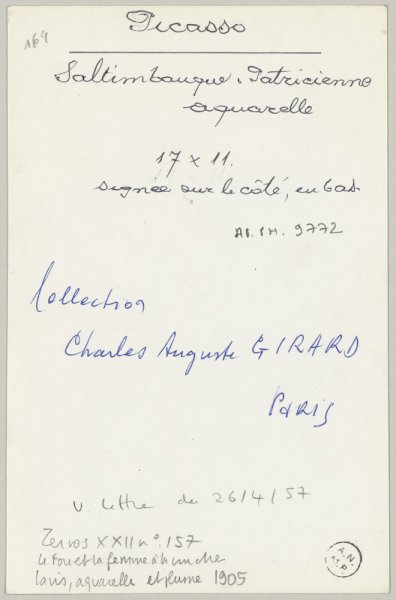 164
Picasso
Saltimbanque. Patricienne
aquarelle
17 x 11.
signée sur le côté, en bas
AI. PH. 9772
Collection
Charles Auguste GIRARD
PARIS
V. lettre du 26/4/57
Zervos XXII n°. 157
Le Fou et la femme à la cruche
lavis, aquarelle et plume 1905
A.N.
M.P.